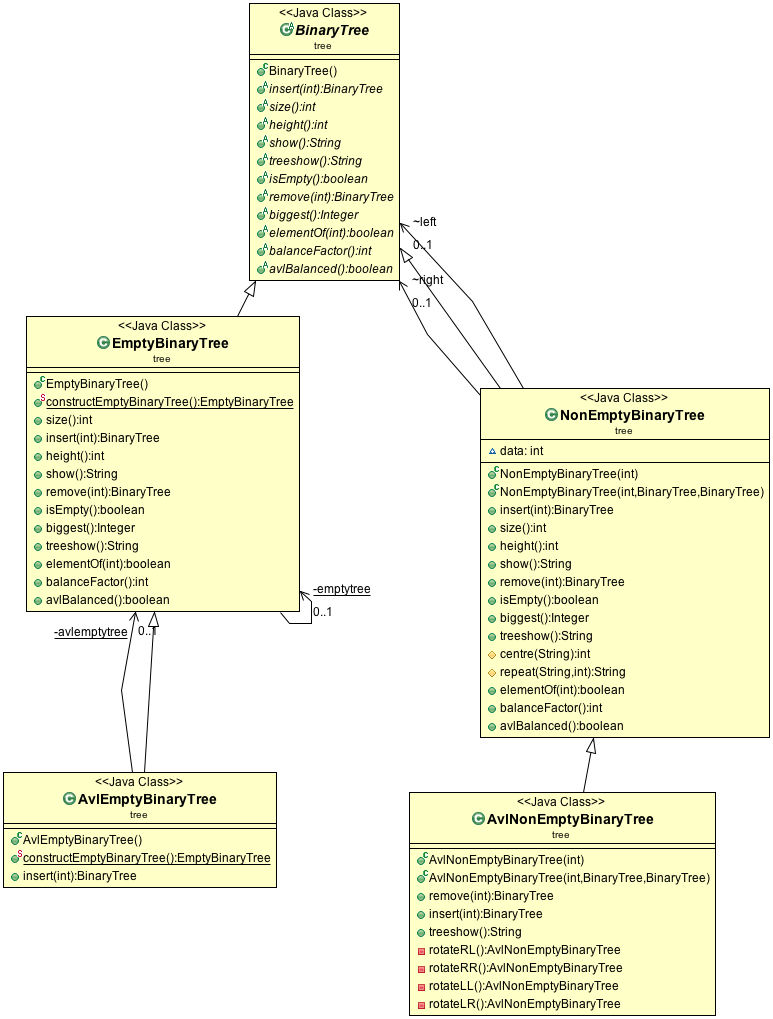 <<Java Class>>
BinaryTree
tree
BinaryTree()
insert(int):BinaryTree
size():int
height():int
show():String
treeshow():String
isEmpty():boolean
remove(int):BinaryTree
biggest():Integer
elementOf(int):boolean
balanceFactor():int
avlBalanced():boolean
~left
0..1
~right
0..1
<<Java Class>>
EmptyBinaryTree
tree
EmptyBinaryTree()
constructEmptyBinaryTree():EmptyBinaryTree
size():int
insert(int):BinaryTree
height():int
show():String
remove(int):BinaryTree
isEmpty():boolean
biggest():Integer
treeshow():String
elementOf(int):boolean
balanceFactor():int
avlBalanced():boolean
-emptytree
0..1
-avlemptytree
0..1
<<Java Class>>
NonEmptyBinaryTree
tree
data: int
NonEmptyBinaryTree(int)
NonEmptyBinaryTree(int,BinaryTree,BinaryTree)
insert(int):BinaryTree
size():int
height():int
show():String
remove(int):BinaryTree
isEmpty():boolean
biggest():Integer
treeshow():String
centre(String):int
repeat(String,int):String
elementOf(int):boolean
balanceFactor():int
avlBalanced():boolean
<<Java Class>>
AvlEmptyBinaryTree
tree
AvlEmptyBinaryTree()
constructEmptyBinaryTree():EmptyBinaryTree
insert(int):BinaryTree
<<Java Class>>
AvlNonEmptyBinaryTree
tree
AvlNonEmptyBinaryTree(int)
AvlNonEmptyBinaryTree(int,BinaryTree,BinaryTree)
remove(int):BinaryTree
insert(int):BinaryTree
treeshow():String
rotateRL():AvlNonEmptyBinaryTree
rotateRR():AvlNonEmptyBinaryTree
rotateLL():AvlNonEmptyBinaryTree
rotateLR():AvlNonEmptyBinaryTree